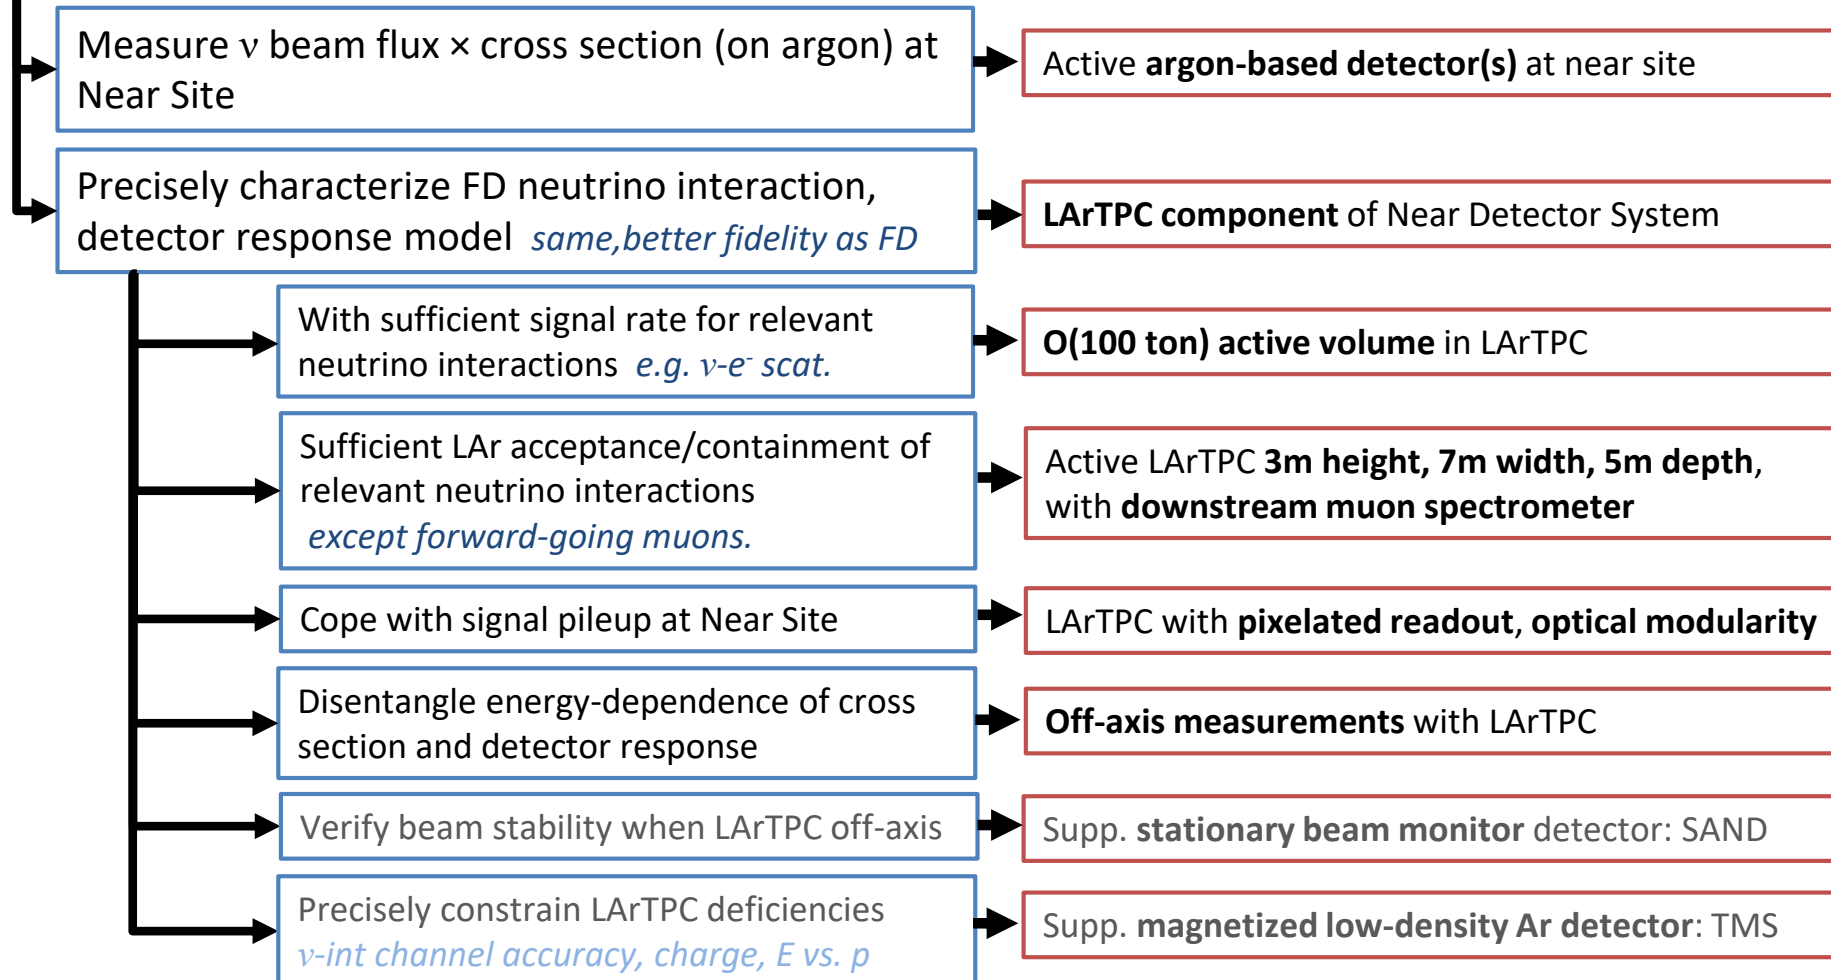 Measure ν beam flux × cross section (on argon) at
Near Site
Active argon-based detector(s) at near site
Precisely characterize FD neutrino interaction,
detector response model same,better fidelity as FD
LArTPC component of Near Detector System
With sufficient signal rate for relevant
neutrino interactions e.g. ν-e⁻ scat.
O(100 ton) active volume in LArTPC
Sufficient LAr acceptance/containment of
relevant neutrino interactions
except forward-going muons.
Active LArTPC 3m height, 7m width, 5m depth,
with downstream muon spectrometer
Cope with signal pileup at Near Site
LArTPC with pixelated readout, optical modularity
Disentangle energy-dependence of cross
section and detector response
Off-axis measurements with LArTPC
Verify beam stability when LArTPC off-axis
Supp. stationary beam monitor detector: SAND
Precisely constrain LArTPC deficiencies
ν-int channel accuracy, charge, E vs. p
Supp. magnetized low-density Ar detector: TMS